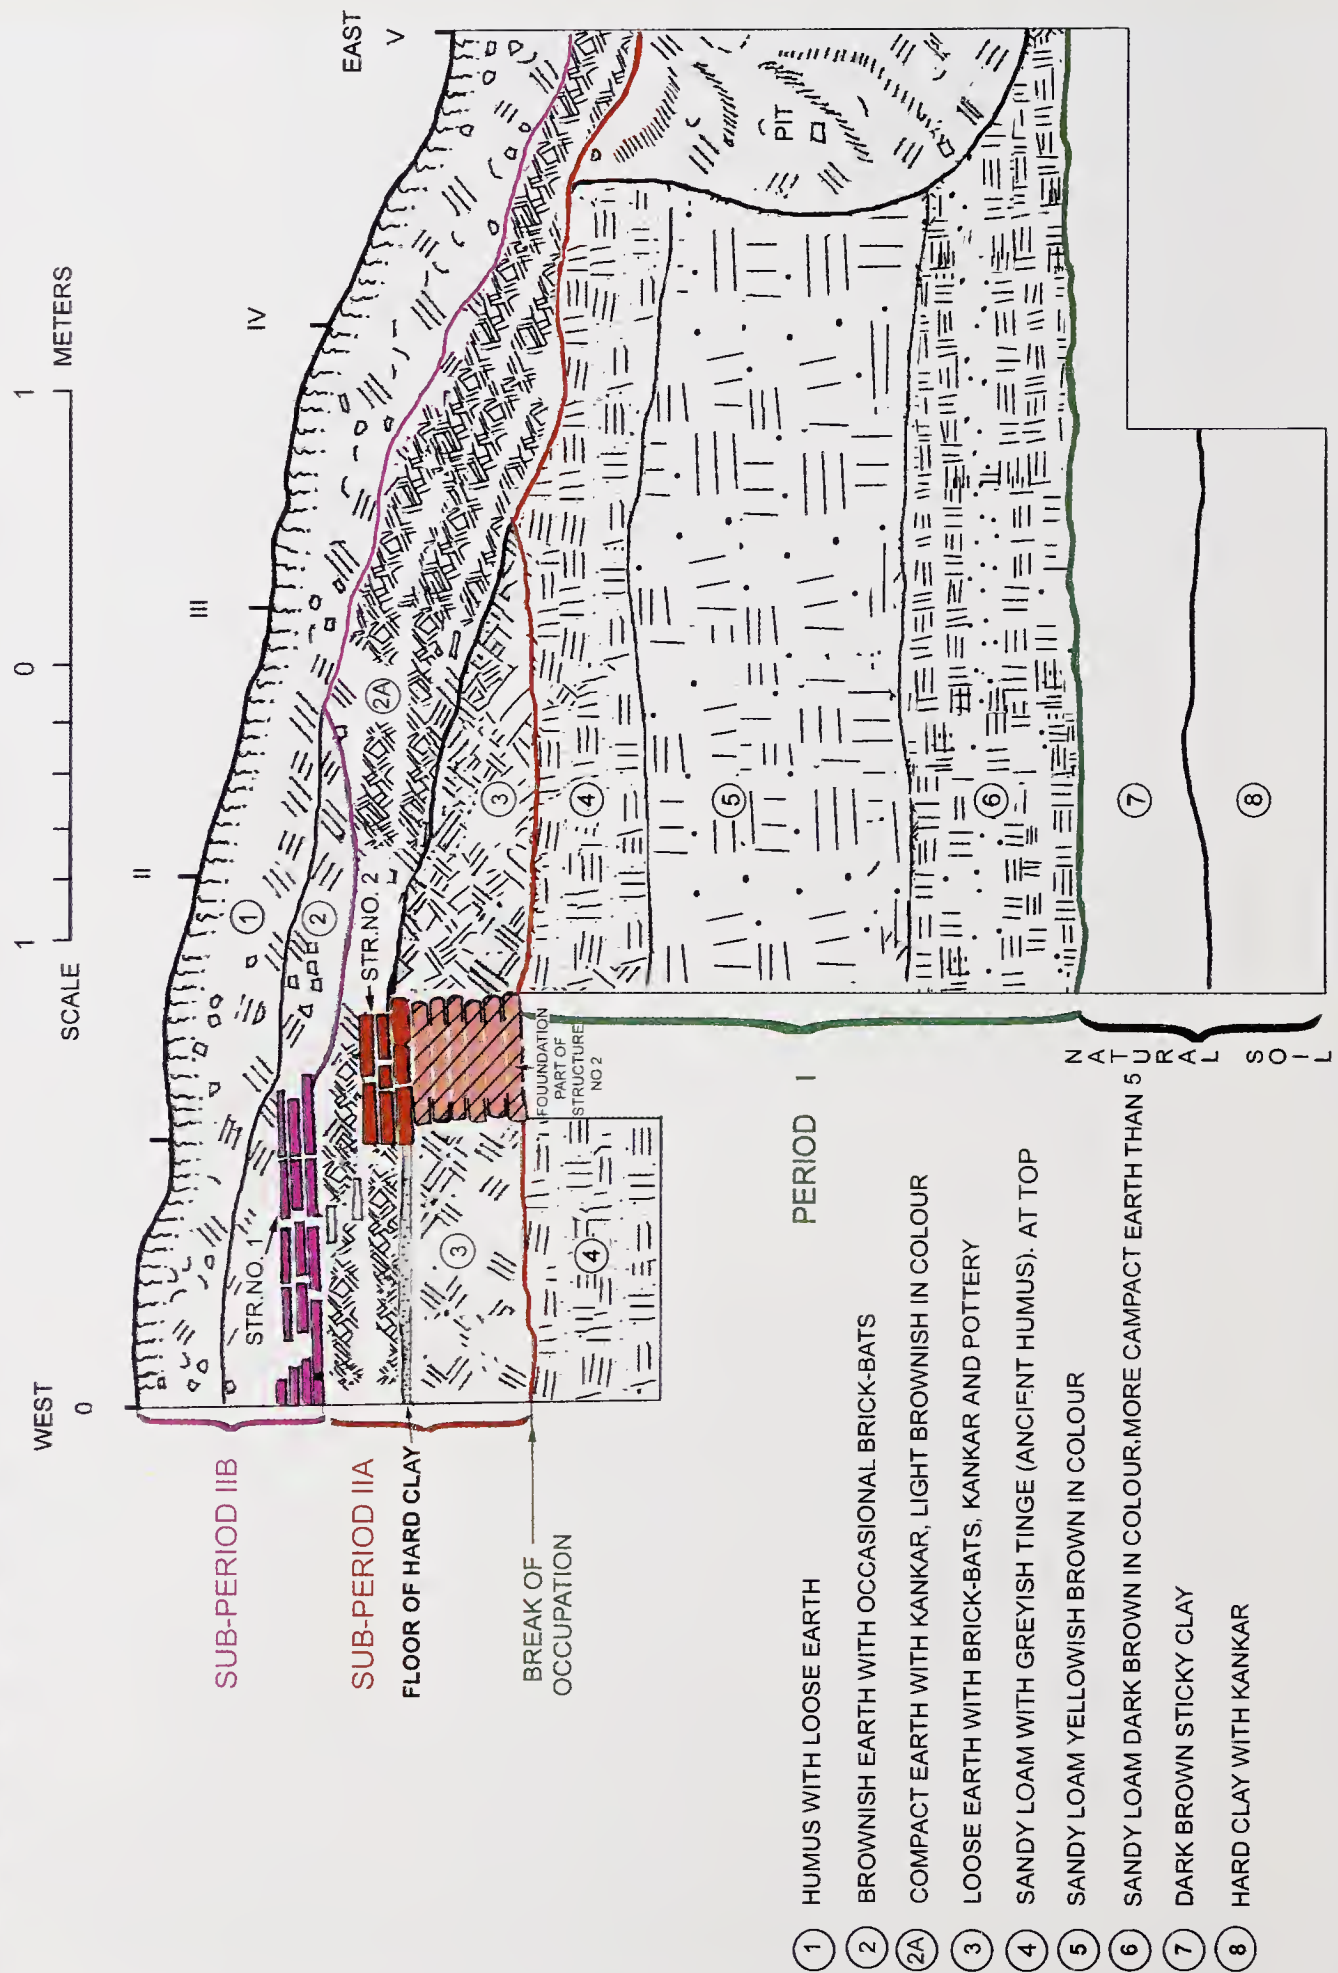 WEST
EAST
0
II
III
IV
V
SCALE
1
0
1
METERS
SUB-PERIOD IIB
SUB-PERIOD IIA
FLOOR OF HARD CLAY
BREAK OF
OCCUPATION
STR.NO. 1
STR.NO. 2
FOUUNDATION
PART OF
STRUCTURE
NO 2
1
2
2A
3
3
4
4
5
6
7
8
PIT
PERIOD I
NATURAL
SOIL
1 HUMUS WITH LOOSE EARTH
2 BROWNISH EARTH WITH OCCASIONAL BRICK-BATS
2A COMPACT EARTH WITH KANKAR, LIGHT BROWNISH IN COLOUR
3 LOOSE EARTH WITH BRICK-BATS, KANKAR AND POTTERY
4 SANDY LOAM WITH GREYISH TINGE (ANCIENT HUMUS). AT TOP
5 SANDY LOAM YELLOWISH BROWN IN COLOUR
6 SANDY LOAM DARK BROWN IN COLOUR,MORE CAMPACT EARTH THAN 5
7 DARK BROWN STICKY CLAY
8 HARD CLAY WITH KANKAR